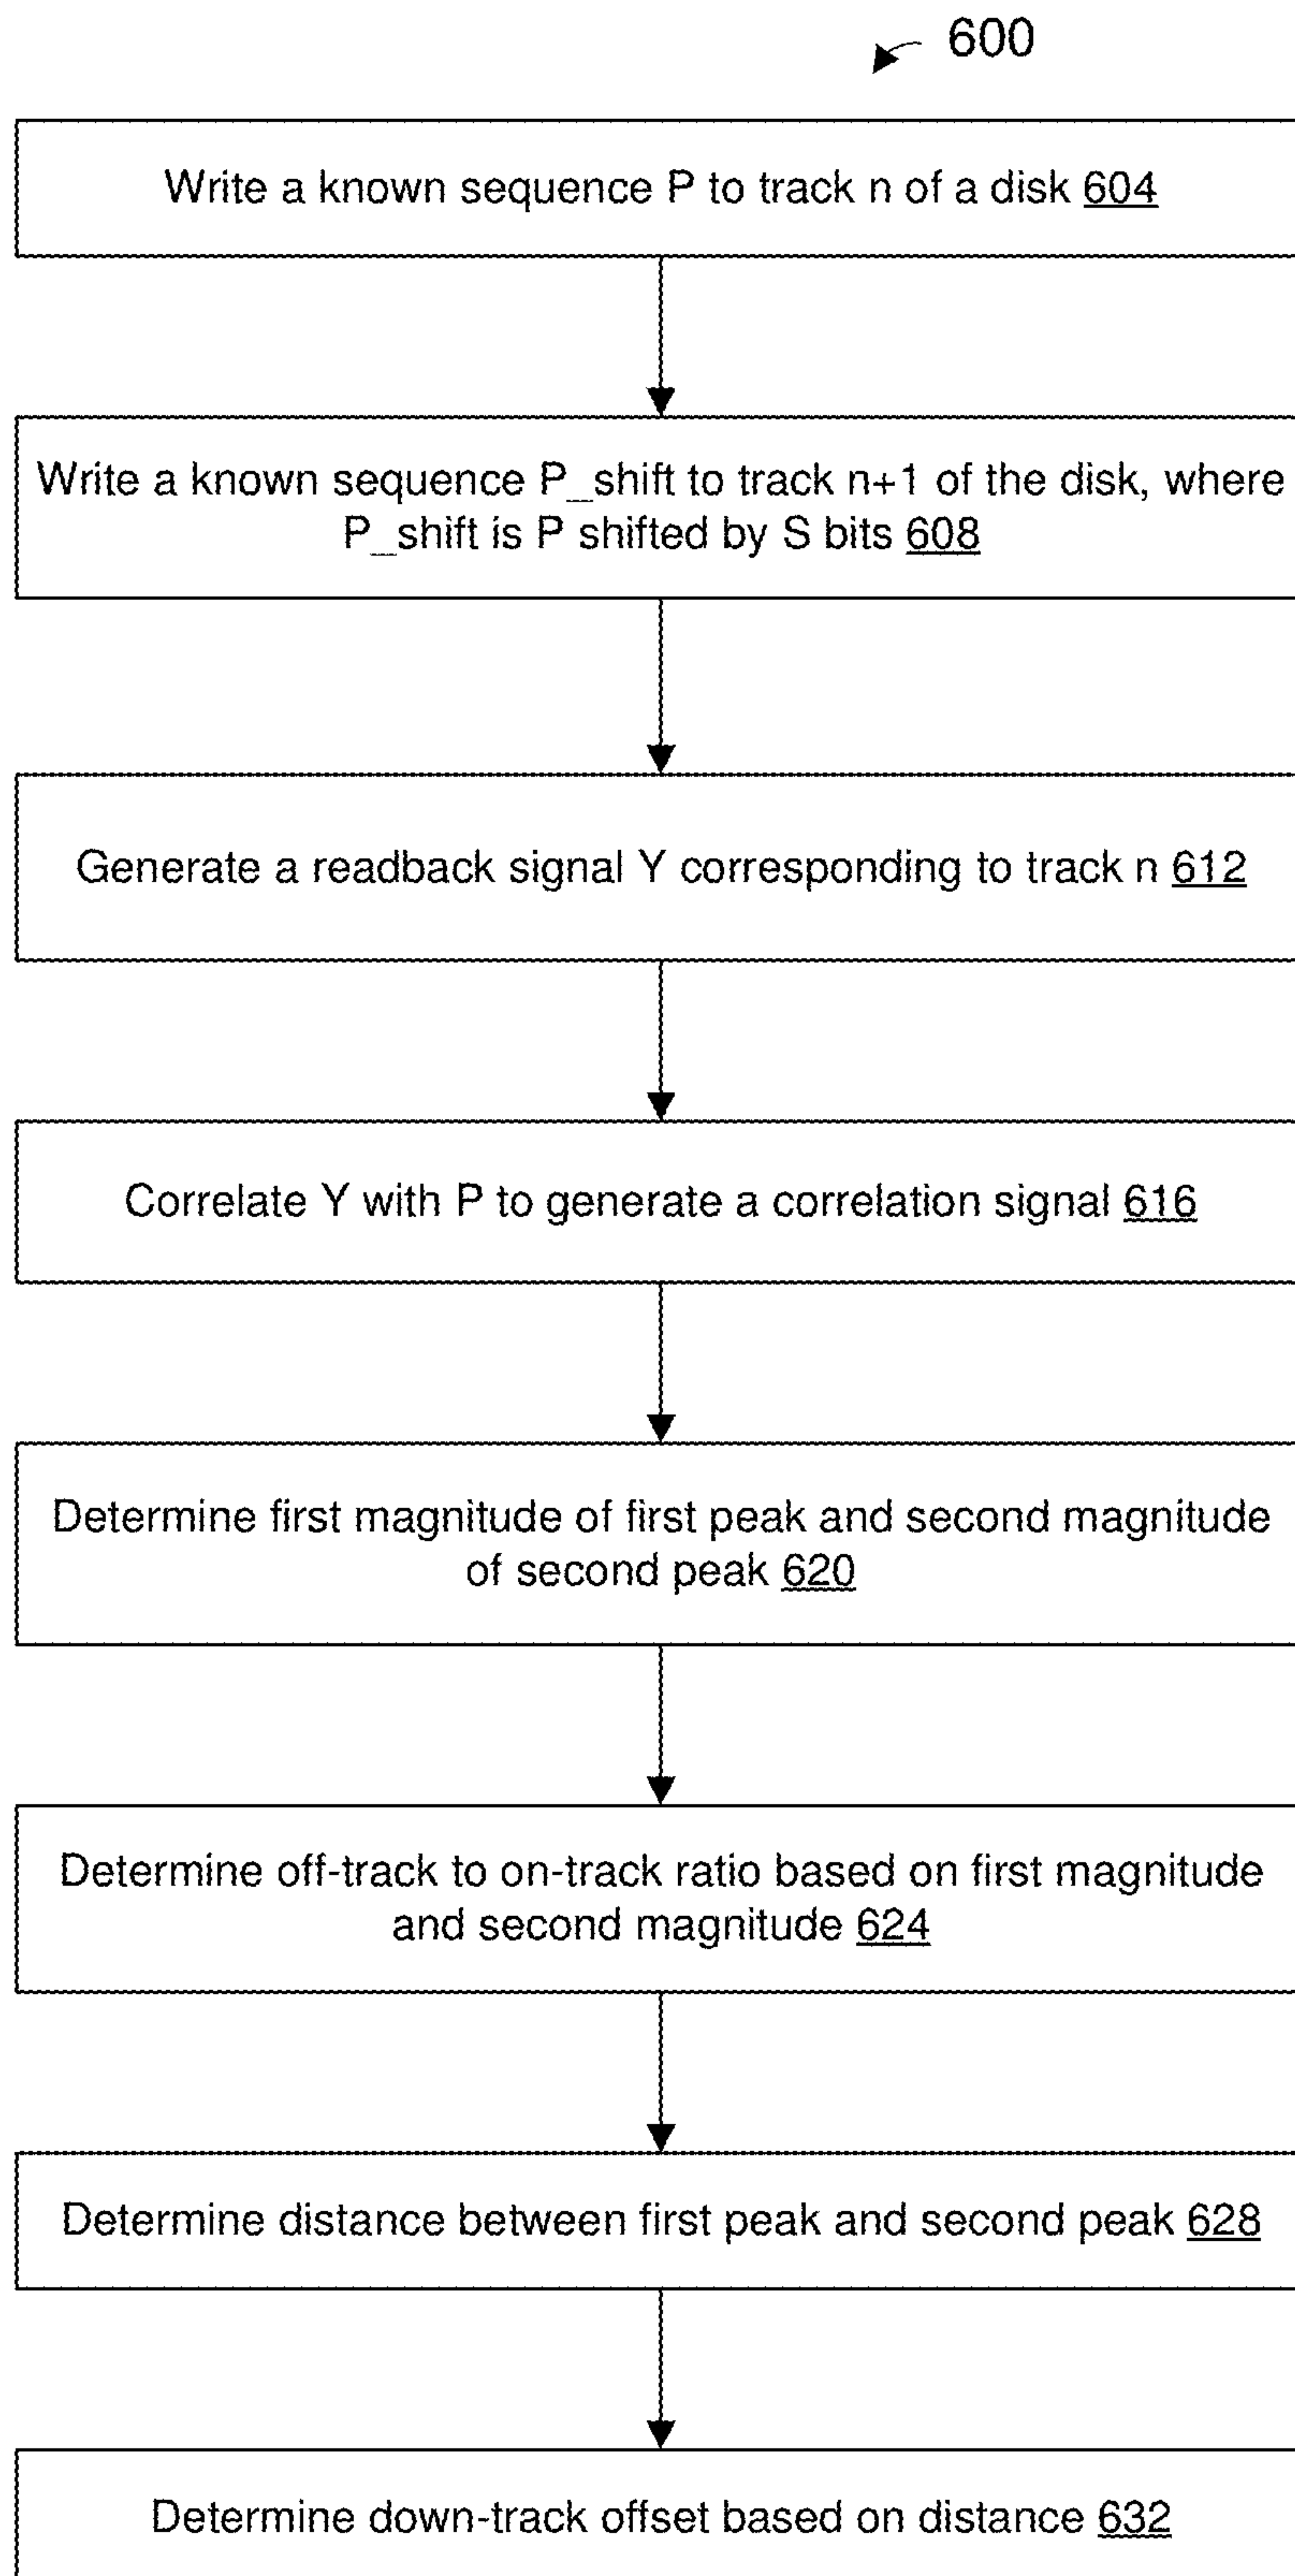 600
Write a known sequence P to track n of a disk 604
Write a known sequence P_shift to track n+1 of the disk, where
P_shift is P shifted by S bits 608
Generate a readback signal Y corresponding to track n 612
Correlate Y with P to generate a correlation signal 616
Determine first magnitude of first peak and second magnitude
of second peak 620
Determine off-track to on-track ratio based on first magnitude
and second magnitude 624
Determine distance between first peak and second peak 628
Determine down-track offset based on distance 632